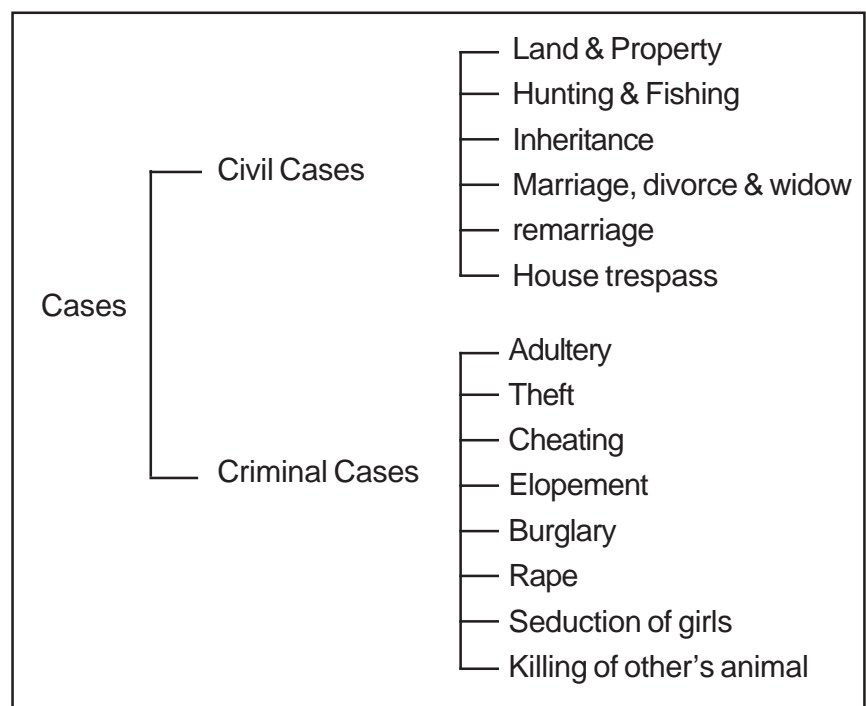 Cases
Civil Cases
Land & Property
Hunting & Fishing
Inheritance
Marriage, divorce & widow
remarriage
House trespass
Criminal Cases
Adultery
Theft
Cheating
Elopement
Burglary
Rape
Seduction of girls
Killing of other's animal